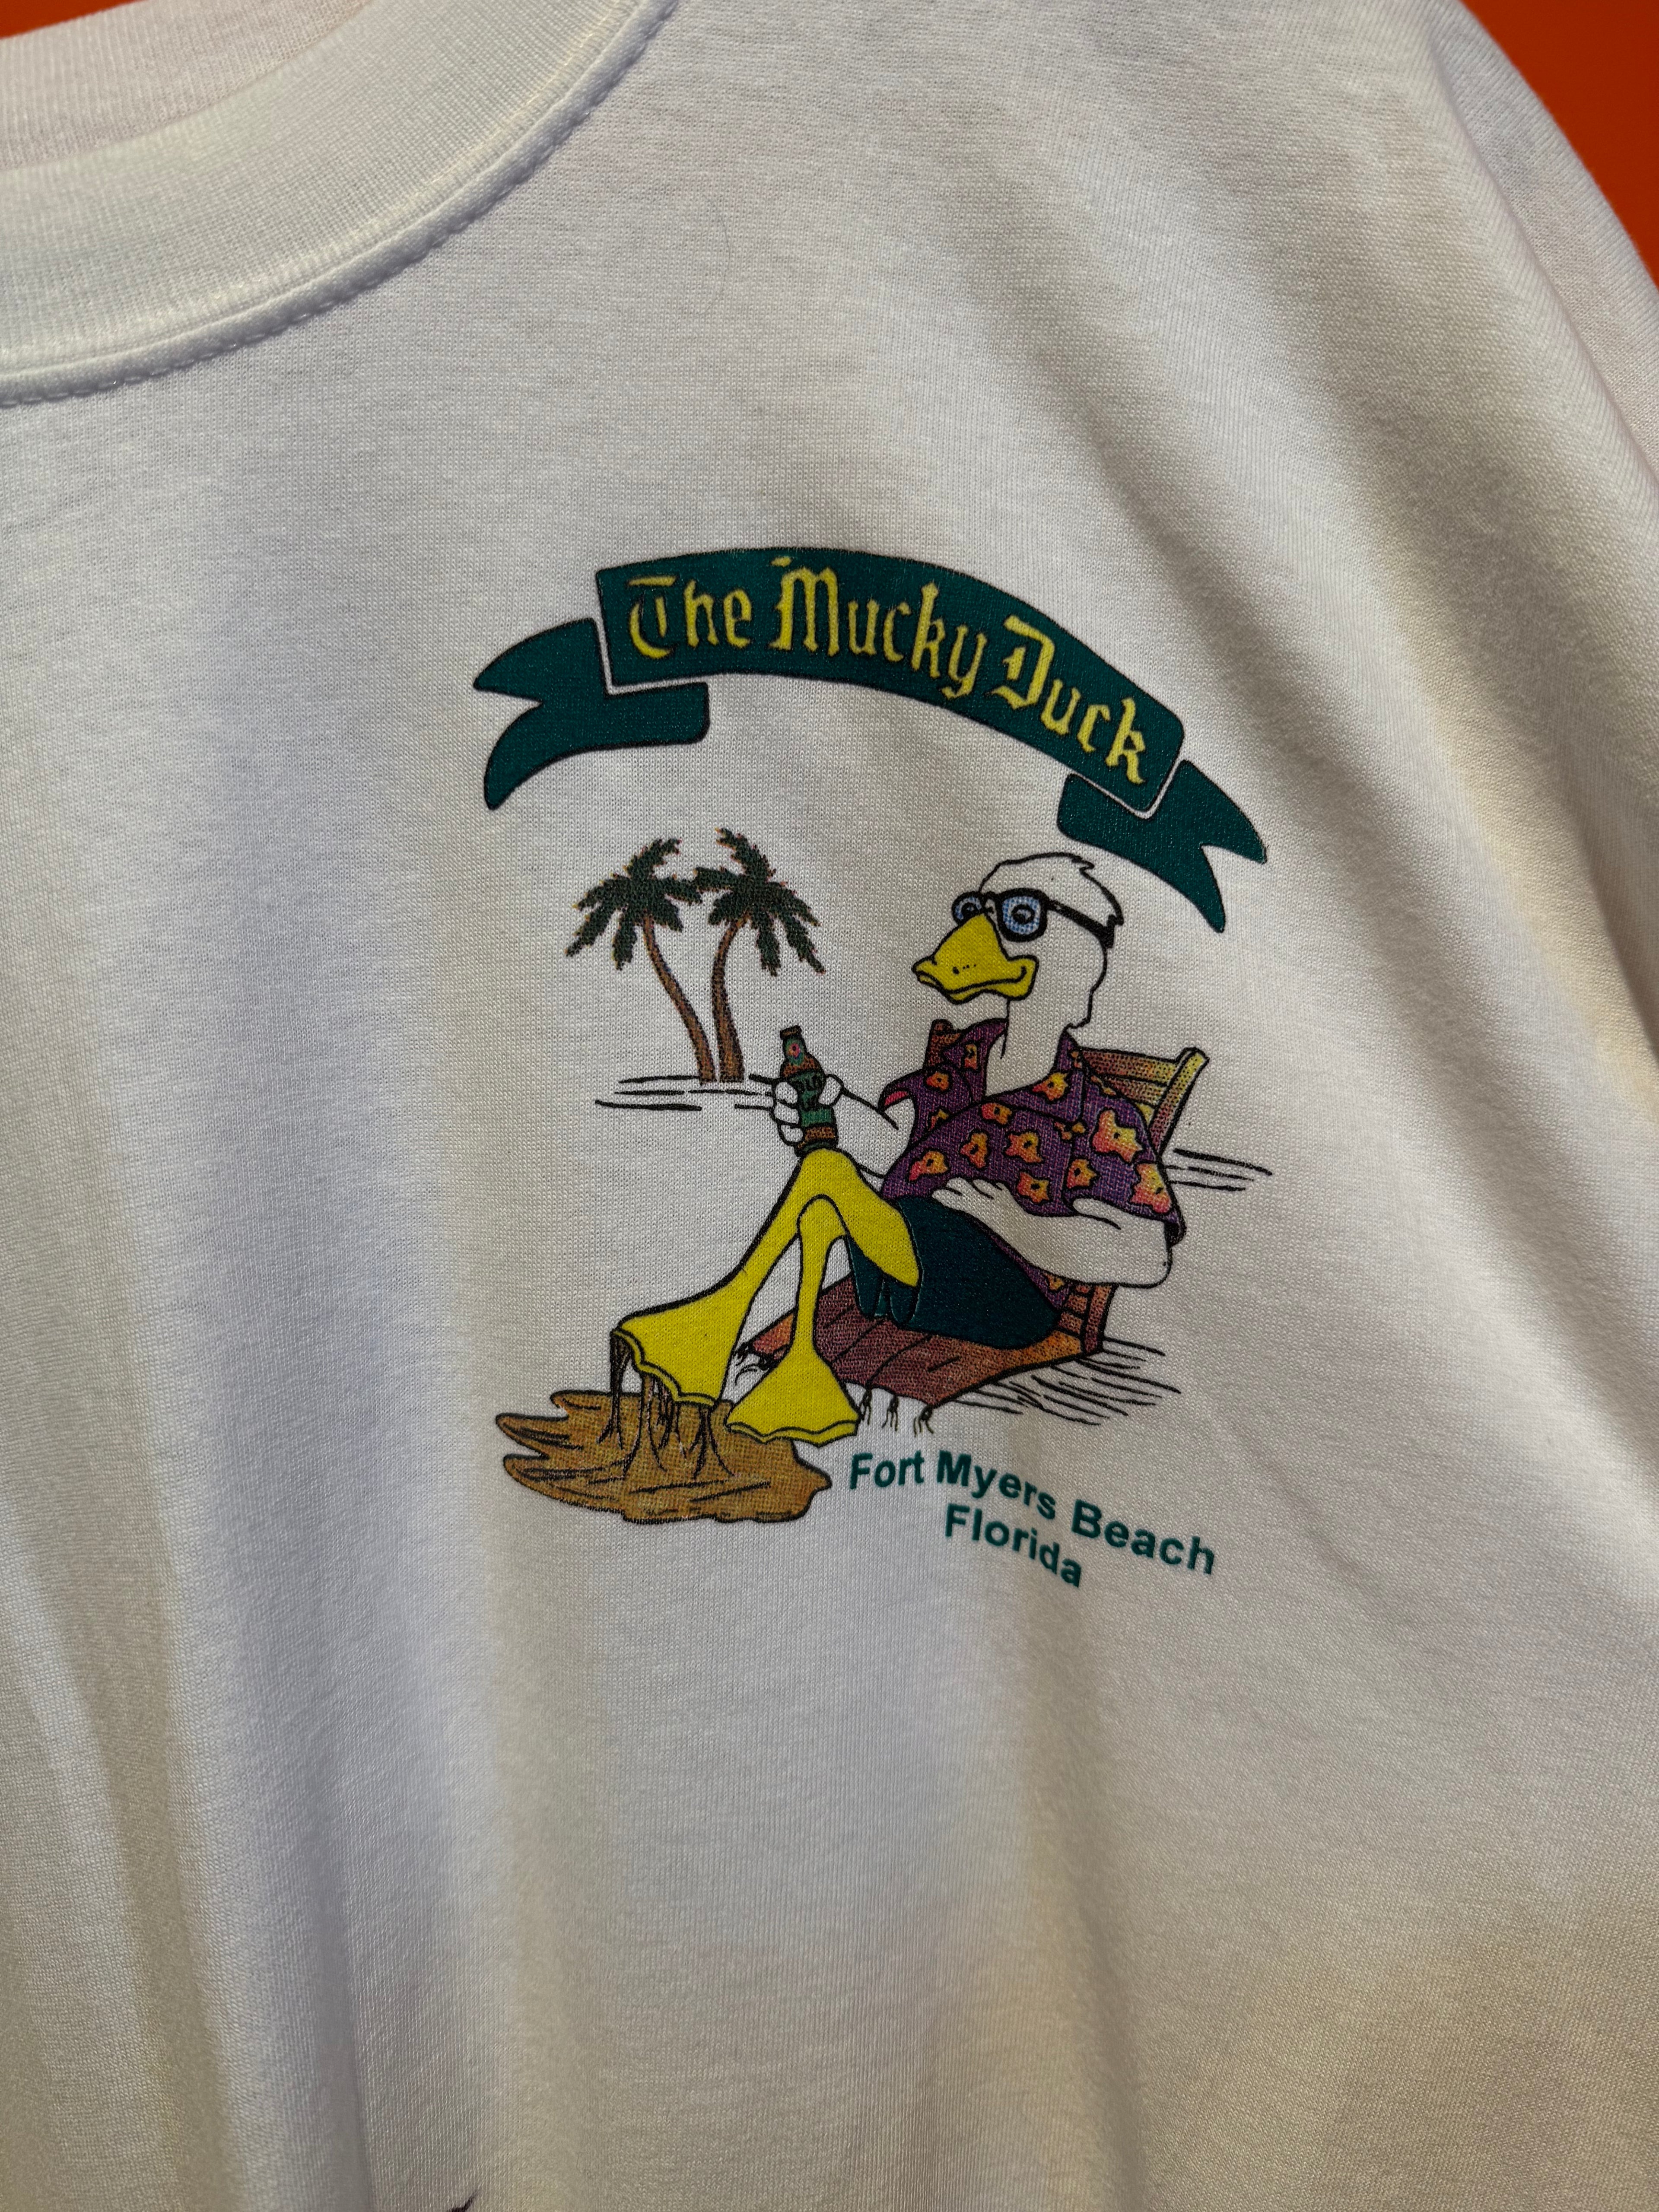 The Mucky Duck
Fort Myers Beach
Florida